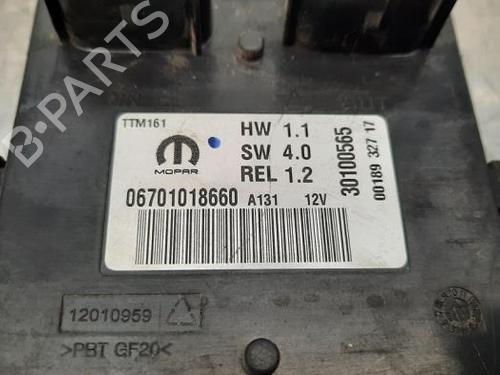 TTM161
MOPAR
HW 1.1
SW 4.0
REL 1.2
06701018660 A131 12V
30100565
00189 327 17
12010959
>PBT GF20<